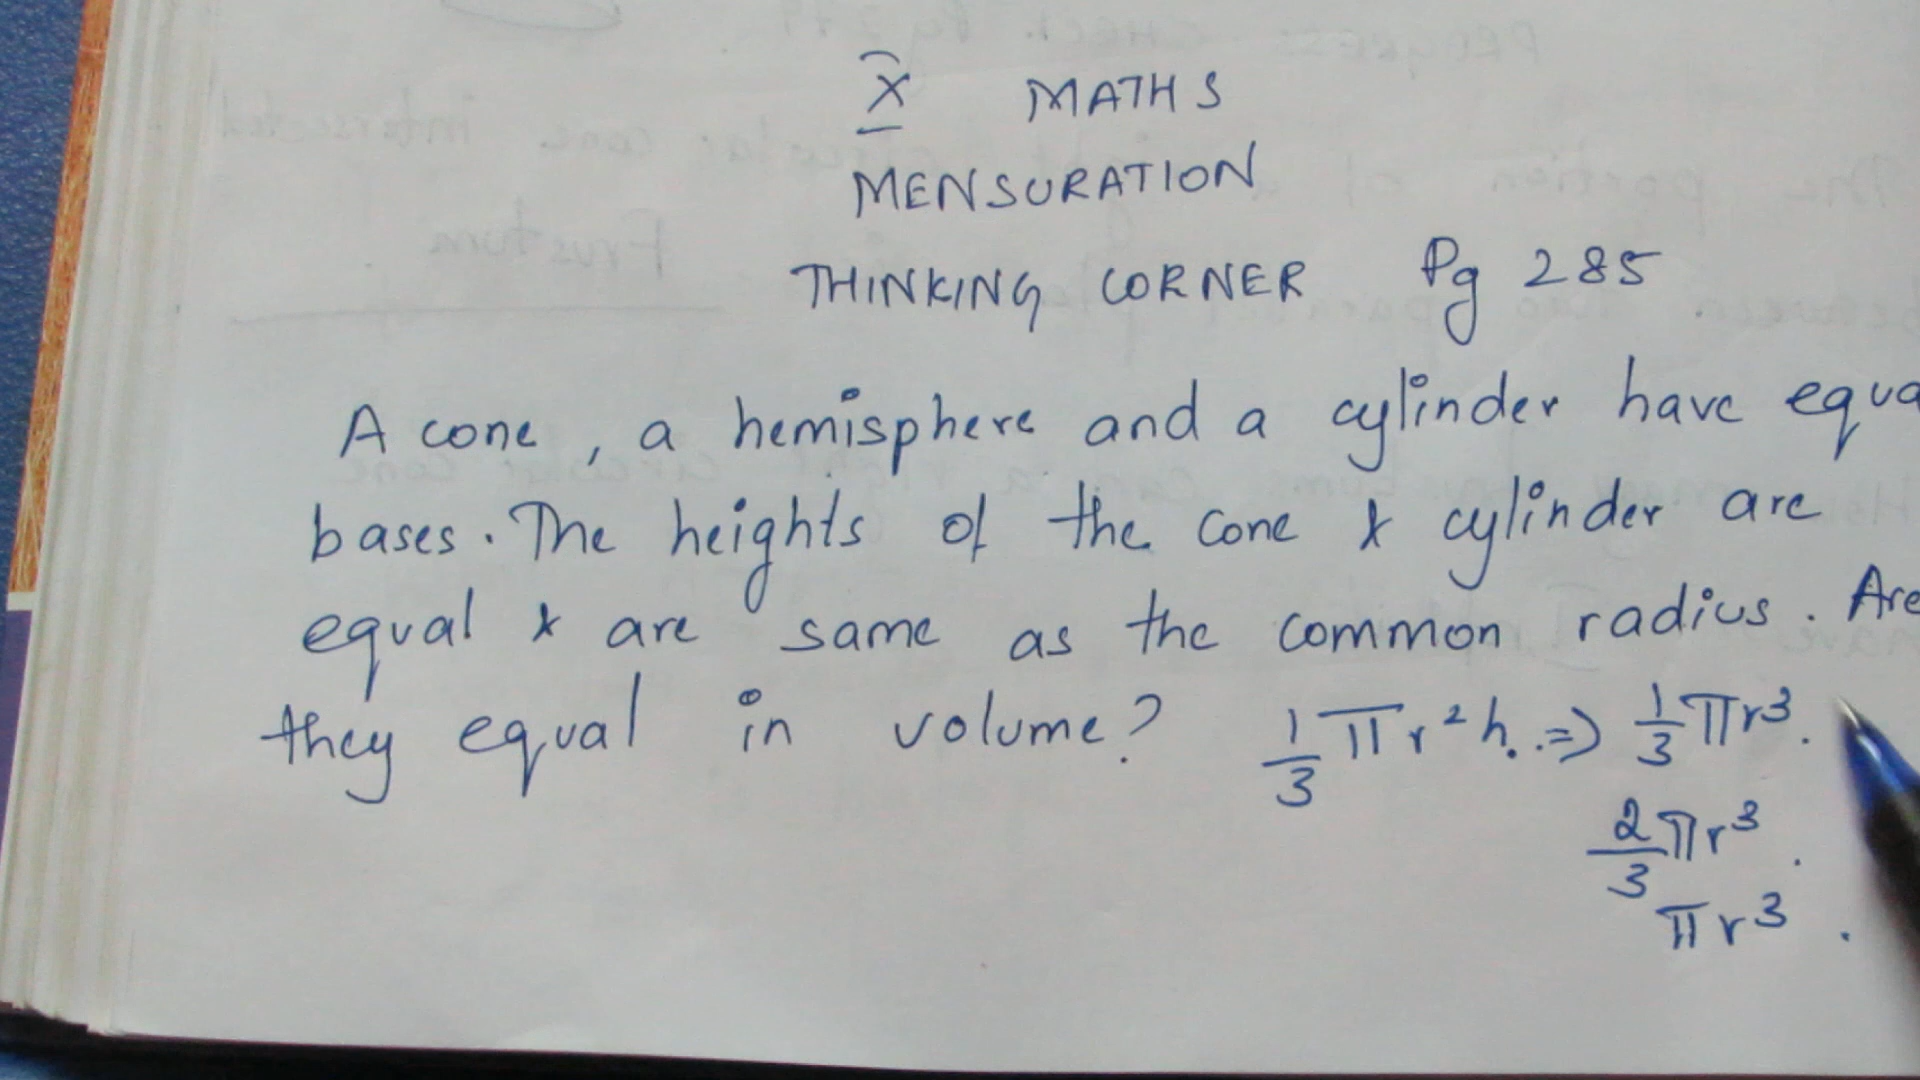 X MATHS
MENSURATION
THINKING CORNER Pg 285
A cone, a hemisphere and a cylinder have equa
bases. The heights of the cone & cylinder are
equal & are same as the common radius. Are
they equal in volume? 1/3 πr²h. => 1/3 πr³.
2/3 πr³.
πr³.